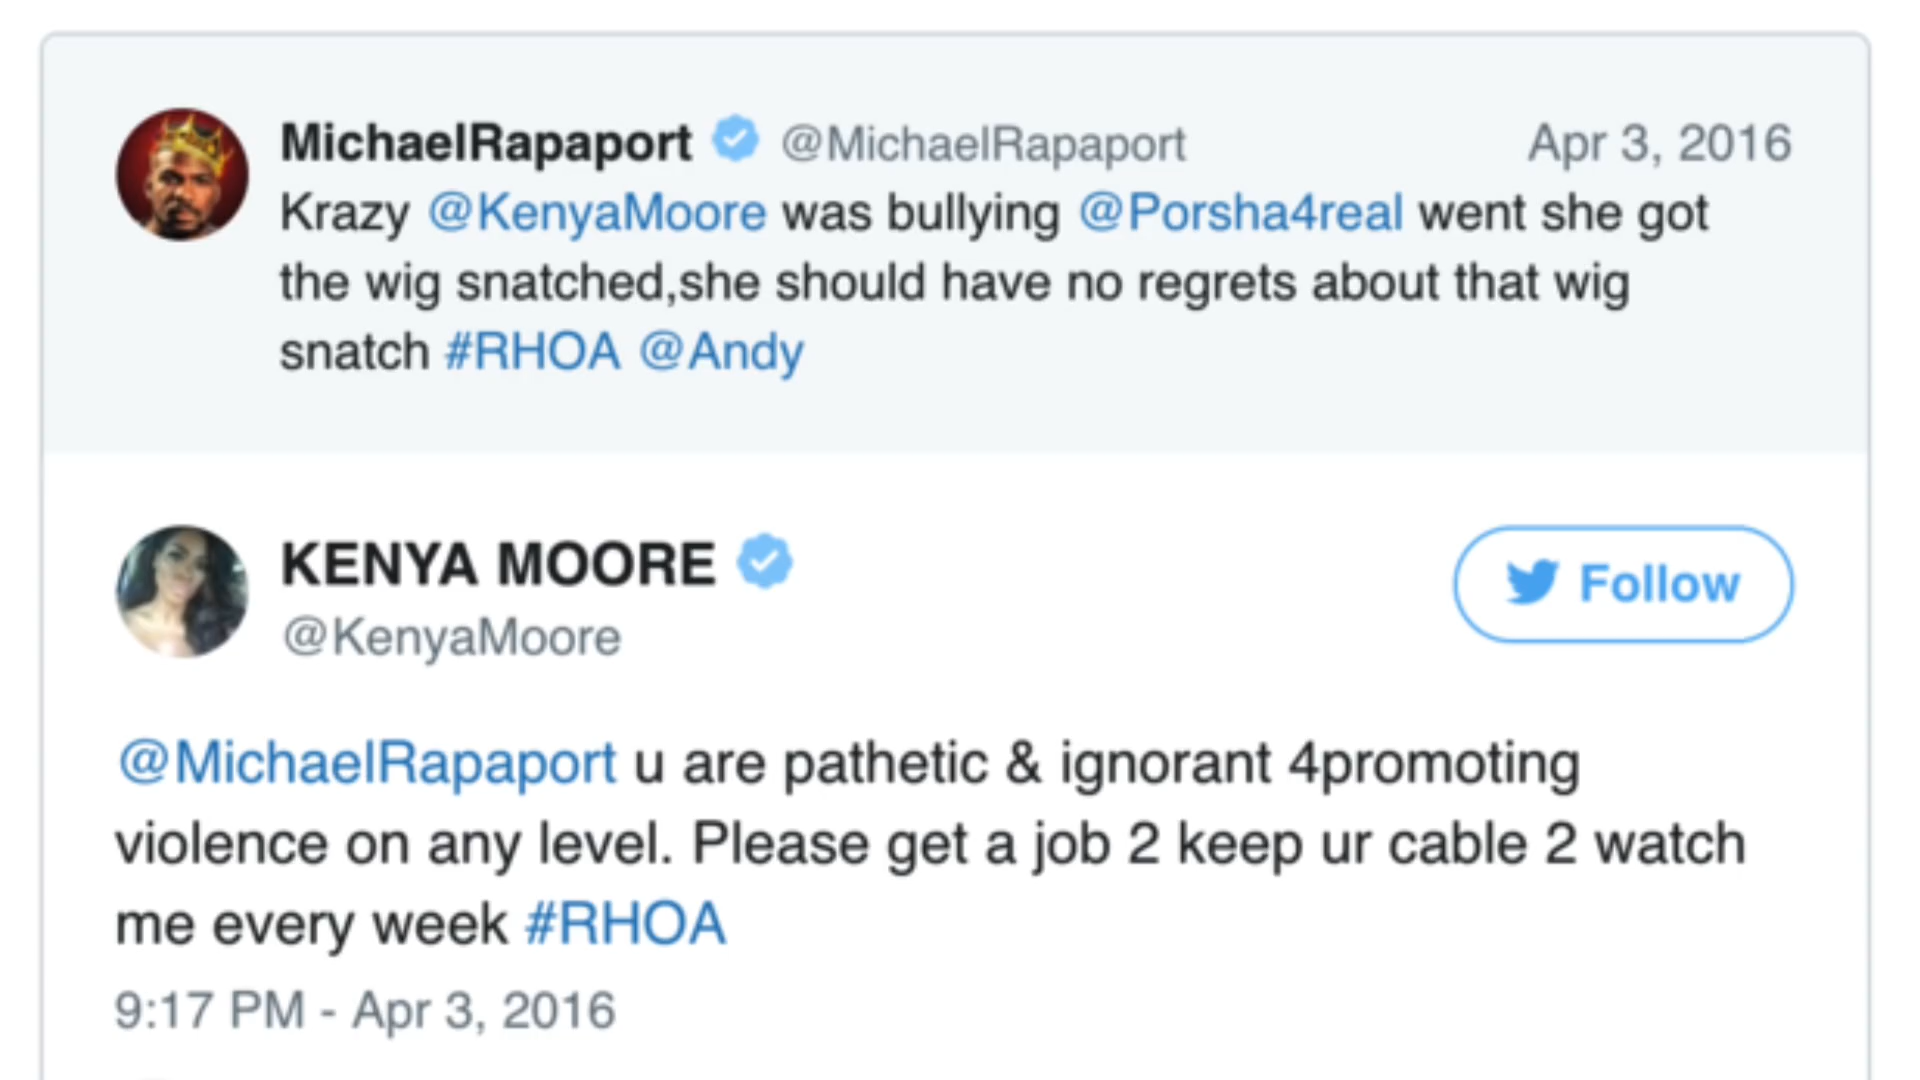 MichaelRapaport @MichaelRapaport Apr 3, 2016
Krazy @KenyaMoore was bullying @Porsha4real went she got
the wig snatched,she should have no regrets about that wig
snatch #RHOA @Andy
KENYA MOORE
Follow
@KenyaMoore
@MichaelRapaport u are pathetic & ignorant 4promoting
violence on any level. Please get a job 2 keep ur cable 2 watch
me every week #RHOA
9:17 PM - Apr 3, 2016